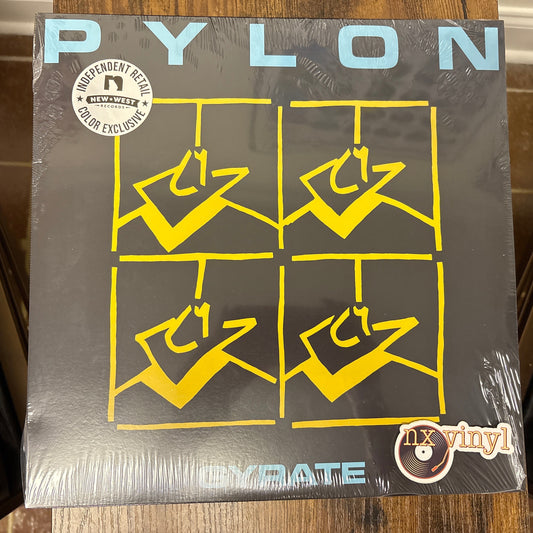 PYLON
INDEPENDENT RETAIL
n
NEW★WEST
RECORDS
COLOR EXCLUSIVE
GYRATE
nx vinyl